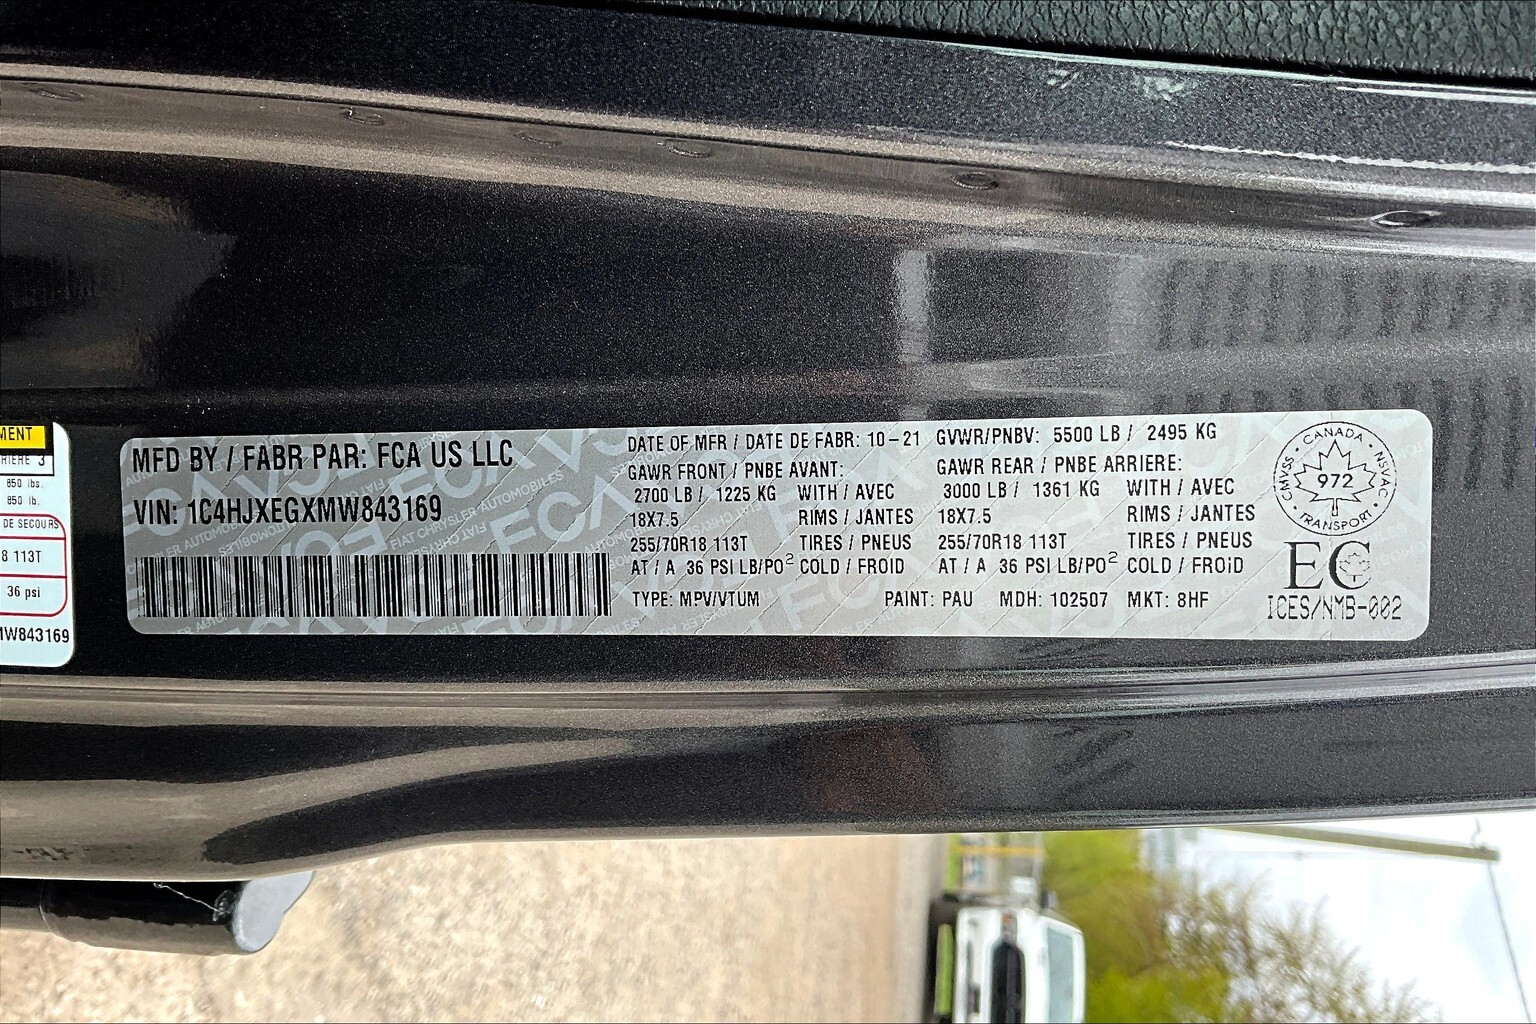 MENT
RIÈRE 3
850 lbs.
850 lb.
DE SECOURS
8 113T
36 psi
MW843169
MFD BY / FABR PAR: FCA US LLC
VIN: 1C4HJXEGXMW843169
DATE OF MFR / DATE DE FABR: 10-21 GVWR/PNBV: 5500 LB / 2495 KG
GAWR FRONT / PNBE AVANT: GAWR REAR / PNBE ARRIERE:
2700 LB / 1225 KG WITH / AVEC 3000 LB / 1361 KG WITH / AVEC
18X7.5 RIMS / JANTES 18X7.5 RIMS / JANTES
255/70R18 113T TIRES / PNEUS 255/70R18 113T TIRES / PNEUS
AT / A 36 PSI LB/PO² COLD / FROID AT / A 36 PSI LB/PO² COLD / FROID
TYPE: MPV/VTUM PAINT: PAU MDH: 102507 MKT: 8HF
CANADA
CMVSS 972 NSVAC
TRANSPORT
EC
ICES/NMB-002